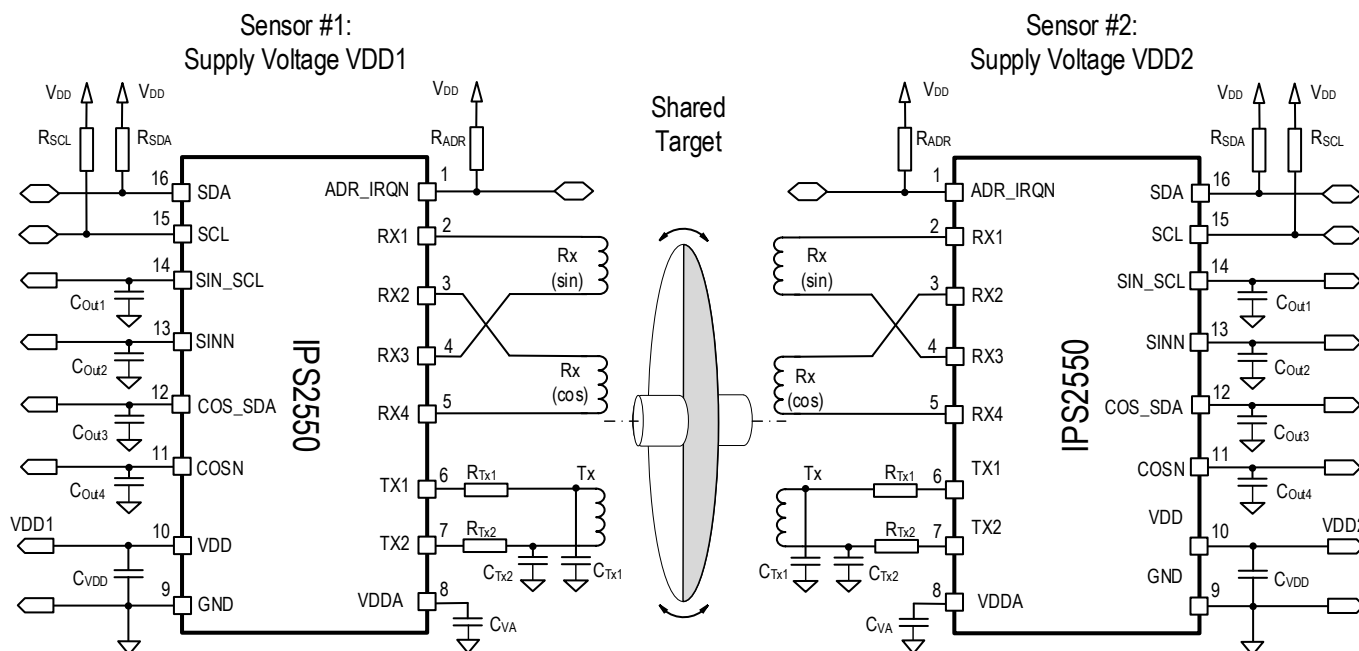 Sensor #1:
Supply Voltage VDD1
VDD
VDD
RSCL
RSDA
VDD
RADR
16
SDA
15
SCL
14
SIN_SCL
COut1
13
SINN
COut2
12
COS_SDA
COut3
11
COSN
COut4
VDD1
10
VDD
CVDD
9
GND
IPS2550
1
ADR_IRQN
2
RX1
Rx
(sin)
3
RX2
4
RX3
Rx
(cos)
5
RX4
6
TX1
RTx1
Tx
7
TX2
RTx2
CTx2
CTx1
8
VDDA
CVA
Shared
Target
Sensor #2:
Supply Voltage VDD2
VDD
RADR
VDD
VDD
RSDA
RSCL
1
ADR_IRQN
2
RX1
Rx
(sin)
3
RX2
4
RX3
Rx
(cos)
5
RX4
Tx
RTx1
6
TX1
RTx2
7
TX2
CTx1
CTx2
8
VDDA
CVA
IPS2550
SDA
16
SCL
15
SIN_SCL
14
COut1
SINN
13
COut2
COS_SDA
12
COut3
COSN
11
COut4
VDD
10
VDD2
CVDD
GND
9